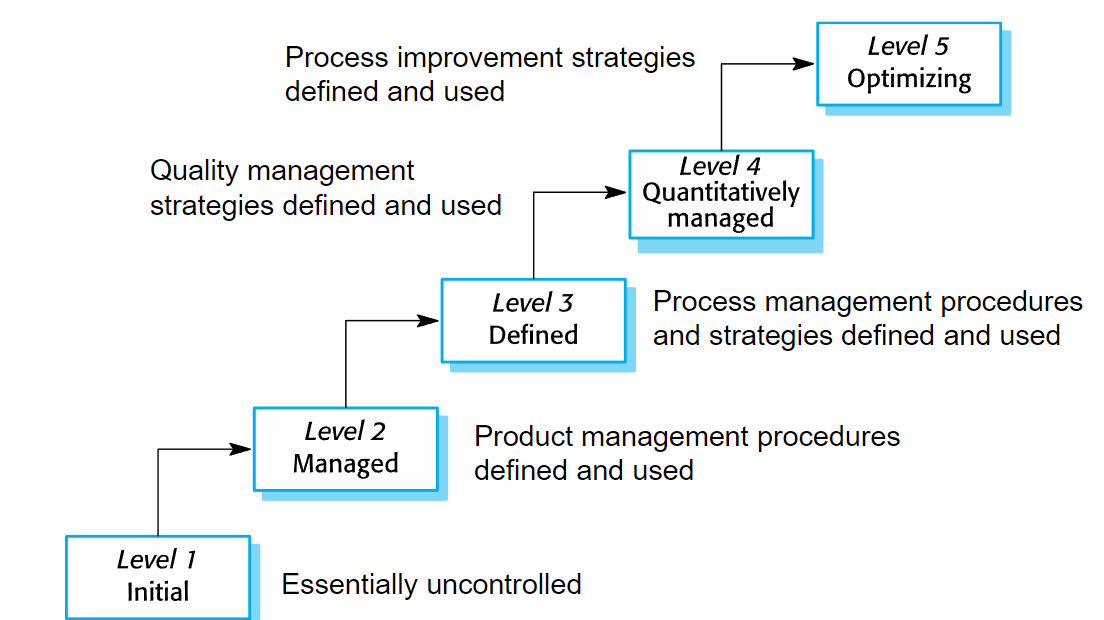 Process improvement strategies
defined and used
Level 5
Optimizing
Quality management
strategies defined and used
Level 4
Quantitatively
managed
Level 3
Defined
Process management procedures
and strategies defined and used
Level 2
Managed
Product management procedures
defined and used
Level 1
Initial
Essentially uncontrolled